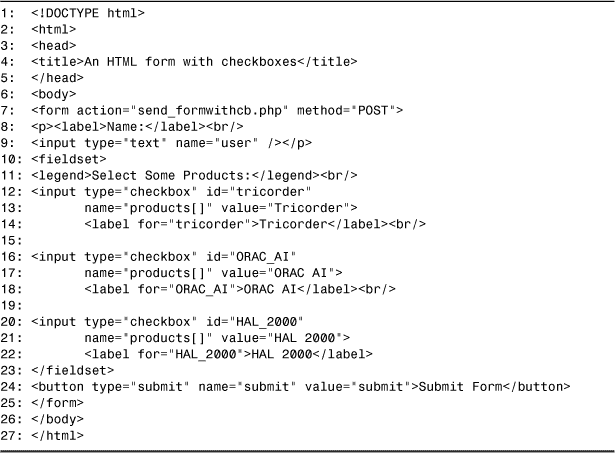 1: <!DOCTYPE html>
2: <html>
3: <head>
4: <title>An HTML form with checkboxes</title>
5: </head>
6: <body>
7: <form action="send_formwithcb.php" method="POST">
8: <p><label>Name:</label><br/>
9: <input type="text" name="user" /></p>
10: <fieldset>
11: <legend>Select Some Products:</legend><br/>
12: <input type="checkbox" id="tricorder"
13:        name="products[]" value="Tricorder">
14:        <label for="tricorder">Tricorder</label><br/>
15:
16: <input type="checkbox" id="ORAC_AI"
17:        name="products[]" value="ORAC AI">
18:        <label for="ORAC_AI">ORAC AI</label><br/>
19:
20: <input type="checkbox" id="HAL_2000"
21:        name="products[]" value="HAL 2000">
22:        <label for="HAL_2000">HAL 2000</label>
23: </fieldset>
24: <button type="submit" name="submit" value="submit">Submit Form</button>
25: </form>
26: </body>
27: </html>